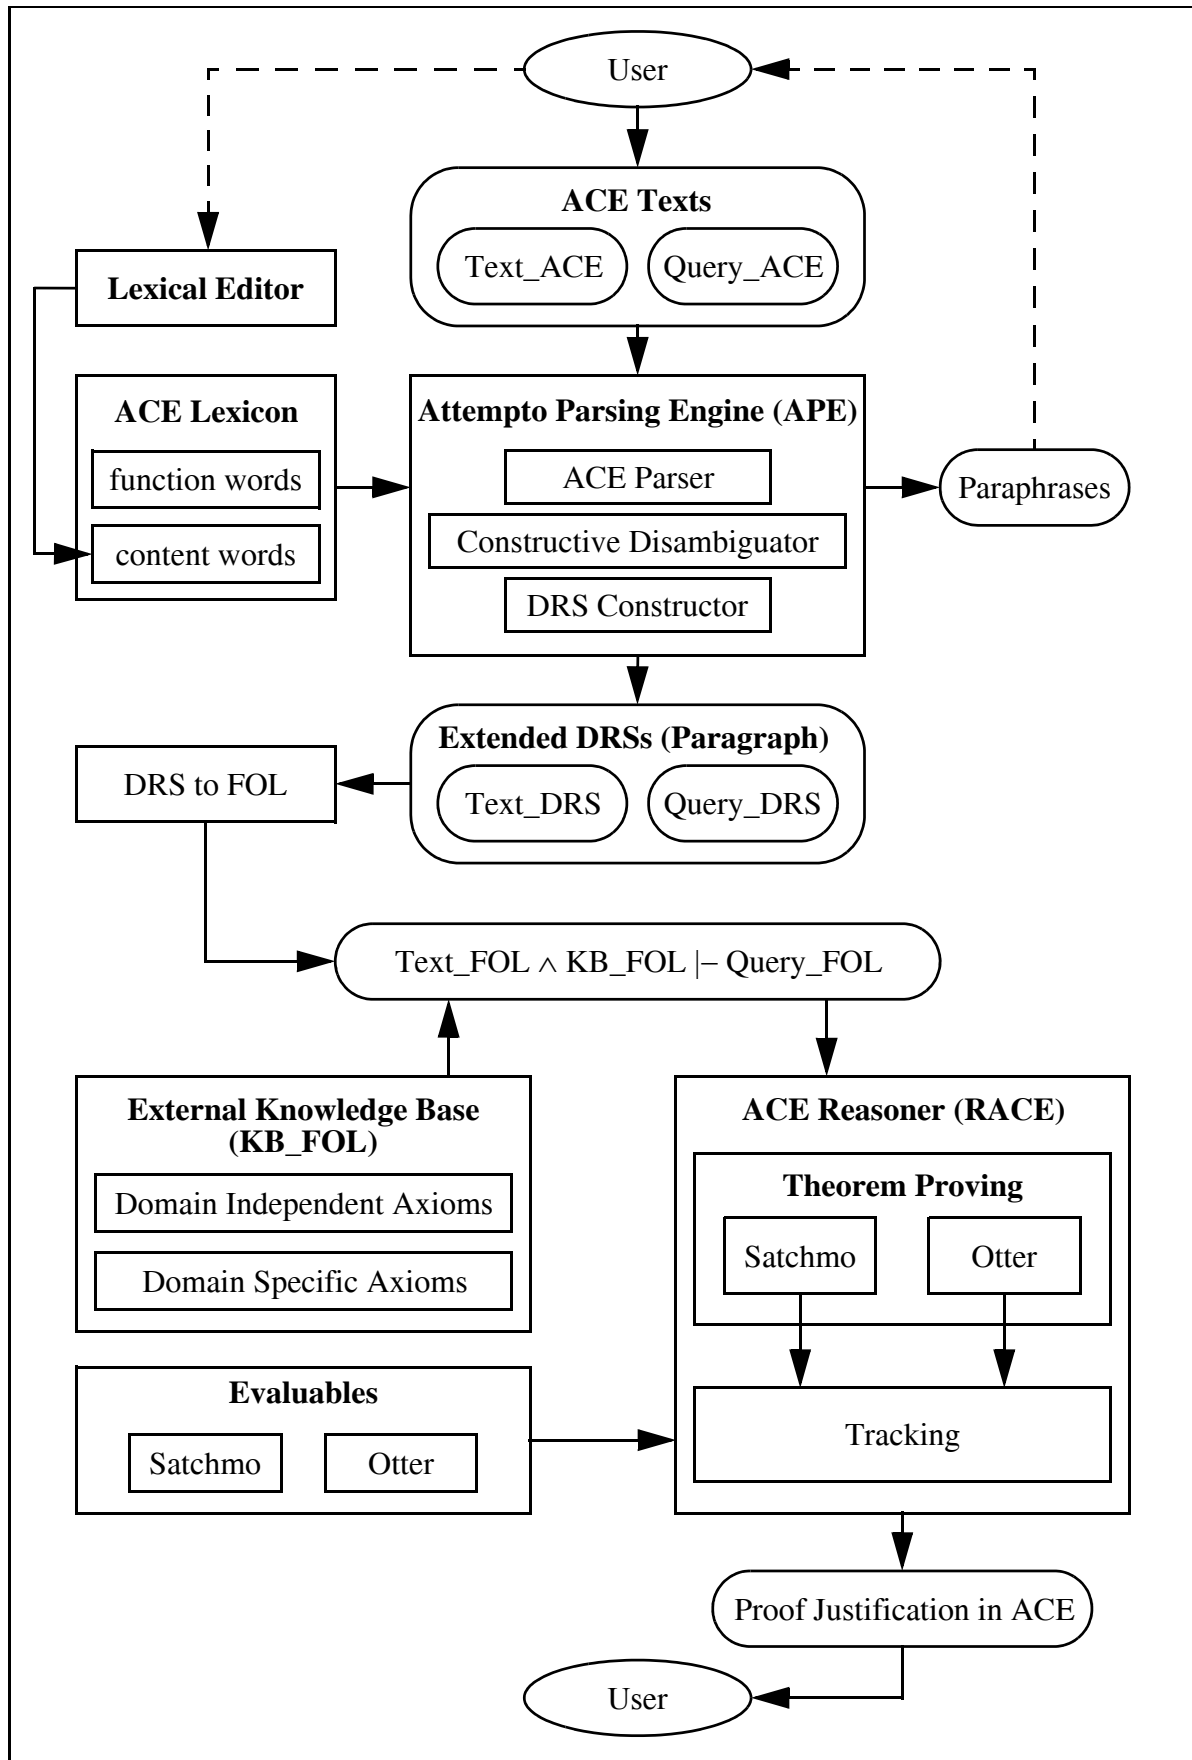 User
ACE Texts
Text_ACE
Query_ACE
Lexical Editor
ACE Lexicon
function words
content words
Attempto Parsing Engine (APE)
ACE Parser
Constructive Disambiguator
DRS Constructor
Paraphrases
Extended DRSs (Paragraph)
Text_DRS
Query_DRS
DRS to FOL
Text_FOL ∧ KB_FOL |– Query_FOL
External Knowledge Base
(KB_FOL)
Domain Independent Axioms
Domain Specific Axioms
ACE Reasoner (RACE)
Theorem Proving
Satchmo
Otter
Tracking
Evaluables
Satchmo
Otter
Proof Justification in ACE
User